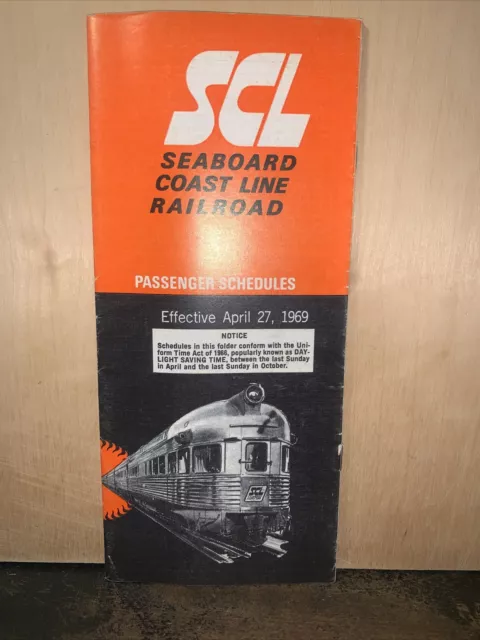 SCL
SEABOARD
COAST LINE
RAILROAD
PASSENGER SCHEDULES
Effective April 27, 1969
NOTICE
Schedules in this folder conform with the Uni-
form Time Act of 1966, popularly known as DAY-
LIGHT SAVING TIME, between the last Sunday
in April and the last Sunday in October.
SCL